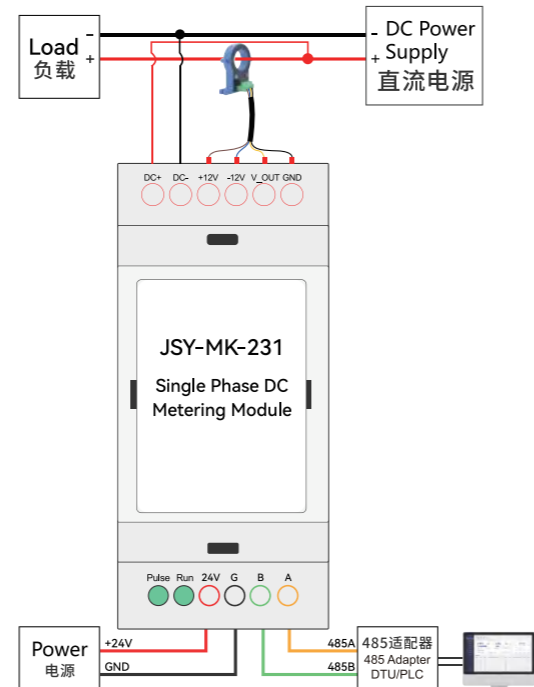 Load
负载
-
+
- DC Power
+ Supply
直流电源
DC+ DC- +12V -12V V_OUT GND
JSY-MK-231
Single Phase DC
Metering Module
Pulse Run 24V G B A
Power
电源
+24V
GND
485A
485B
485适配器
485 Adapter
DTU/PLC